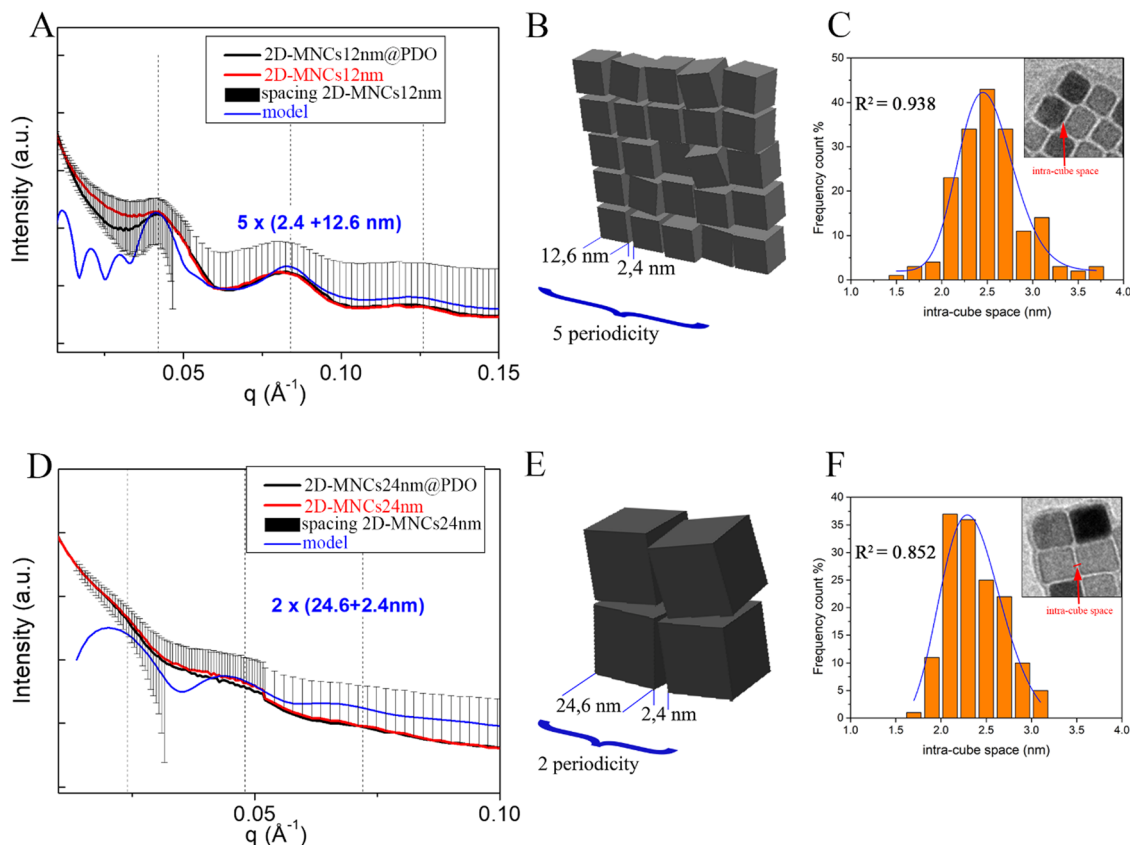 A
Intensity (a.u.)
2D-MNCs12nm@PDO
2D-MNCs12nm
spacing 2D-MNCs12nm
model
5 x (2.4 +12.6 nm)
0.05
0.10
0.15
q (Å⁻¹)
B
12,6 nm
2,4 nm
5 periodicity
C
Frequency count %
50
40
30
20
10
0
R² = 0.938
intra-cube space
1.0
1.5
2.0
2.5
3.0
3.5
4.0
intra-cube space (nm)
D
Intensity (a.u.)
2D-MNCs24nm@PDO
2D-MNCs24nm
spacing 2D-MNCs24nm
model
2 x (24.6+2.4nm)
0.05
0.10
q (Å⁻¹)
E
24,6 nm
2,4 nm
2 periodicity
F
Frequency count %)
40
35
30
25
20
15
10
5
0
R² = 0.852
intra-cube space
1.0
1.5
2.0
2.5
3.0
3.5
4.0
intra-cube space (nm)